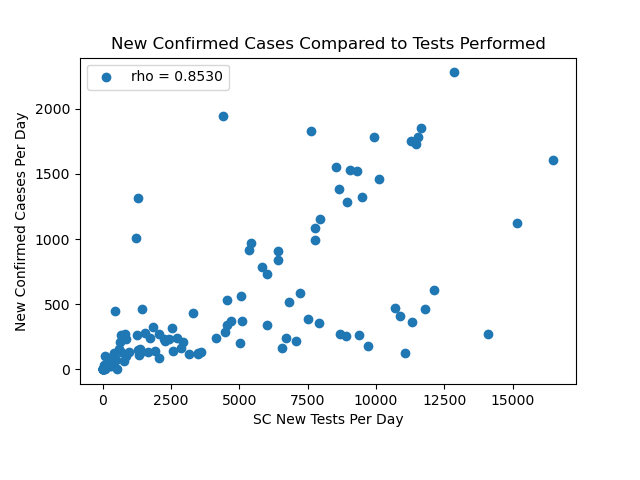 New Confirmed Cases Compared to Tests Performed
rho = 0.8530
New Confirmed Caeses Per Day
2000
1500
1000
500
0
0 2500 5000 7500 10000 12500 15000
SC New Tests Per Day